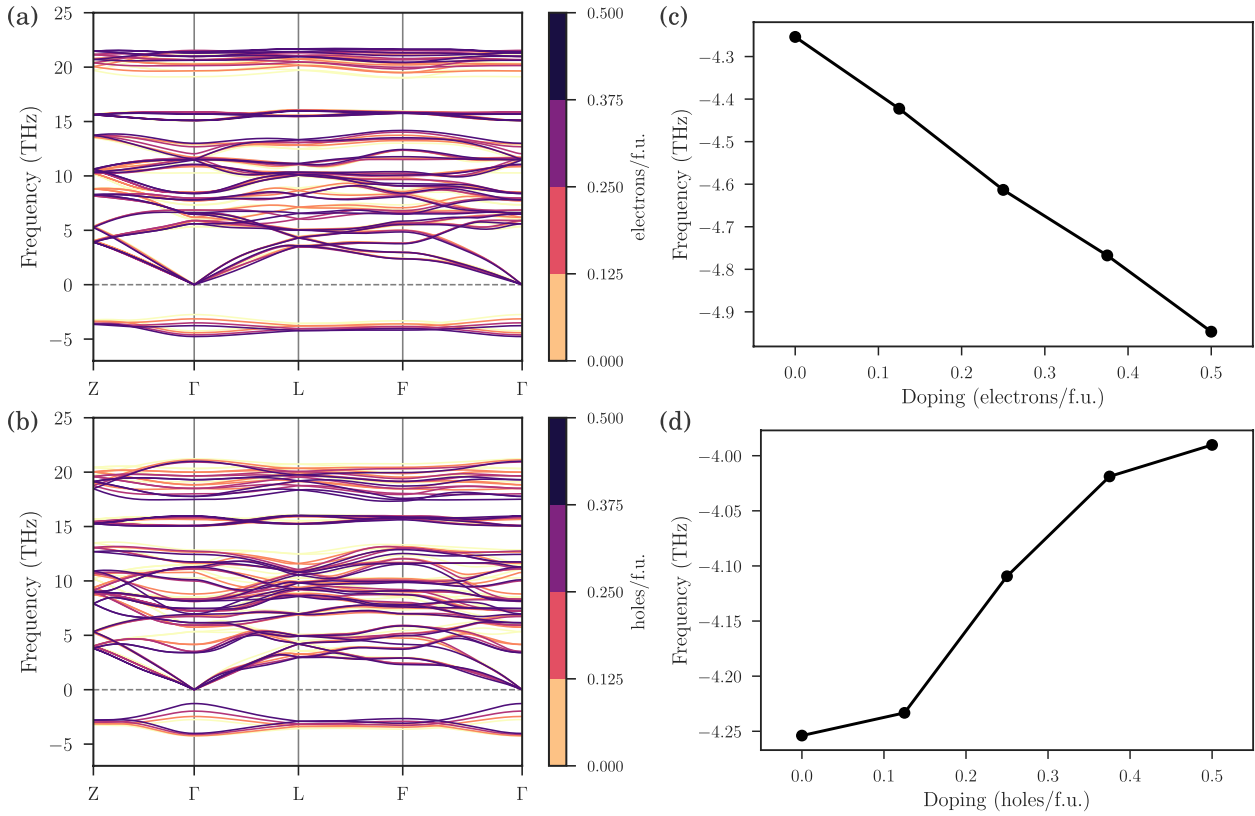 (a)
25
20
15
10
5
0
−5
Frequency (THz)
Z Γ L F Γ
0.500
0.375
0.250
0.125
0.000
electrons/f.u.
(c)
−4.3
−4.4
−4.5
−4.6
−4.7
−4.8
−4.9
Frequency (THz)
0.0 0.1 0.2 0.3 0.4 0.5
Doping (electrons/f.u.)
(b)
25
20
15
10
5
0
−5
Frequency (THz)
Z Γ L F Γ
0.500
0.375
0.250
0.125
0.000
holes/f.u.
(d)
−4.00
−4.05
−4.10
−4.15
−4.20
−4.25
Frequency (THz)
0.0 0.1 0.2 0.3 0.4 0.5
Doping (holes/f.u.)